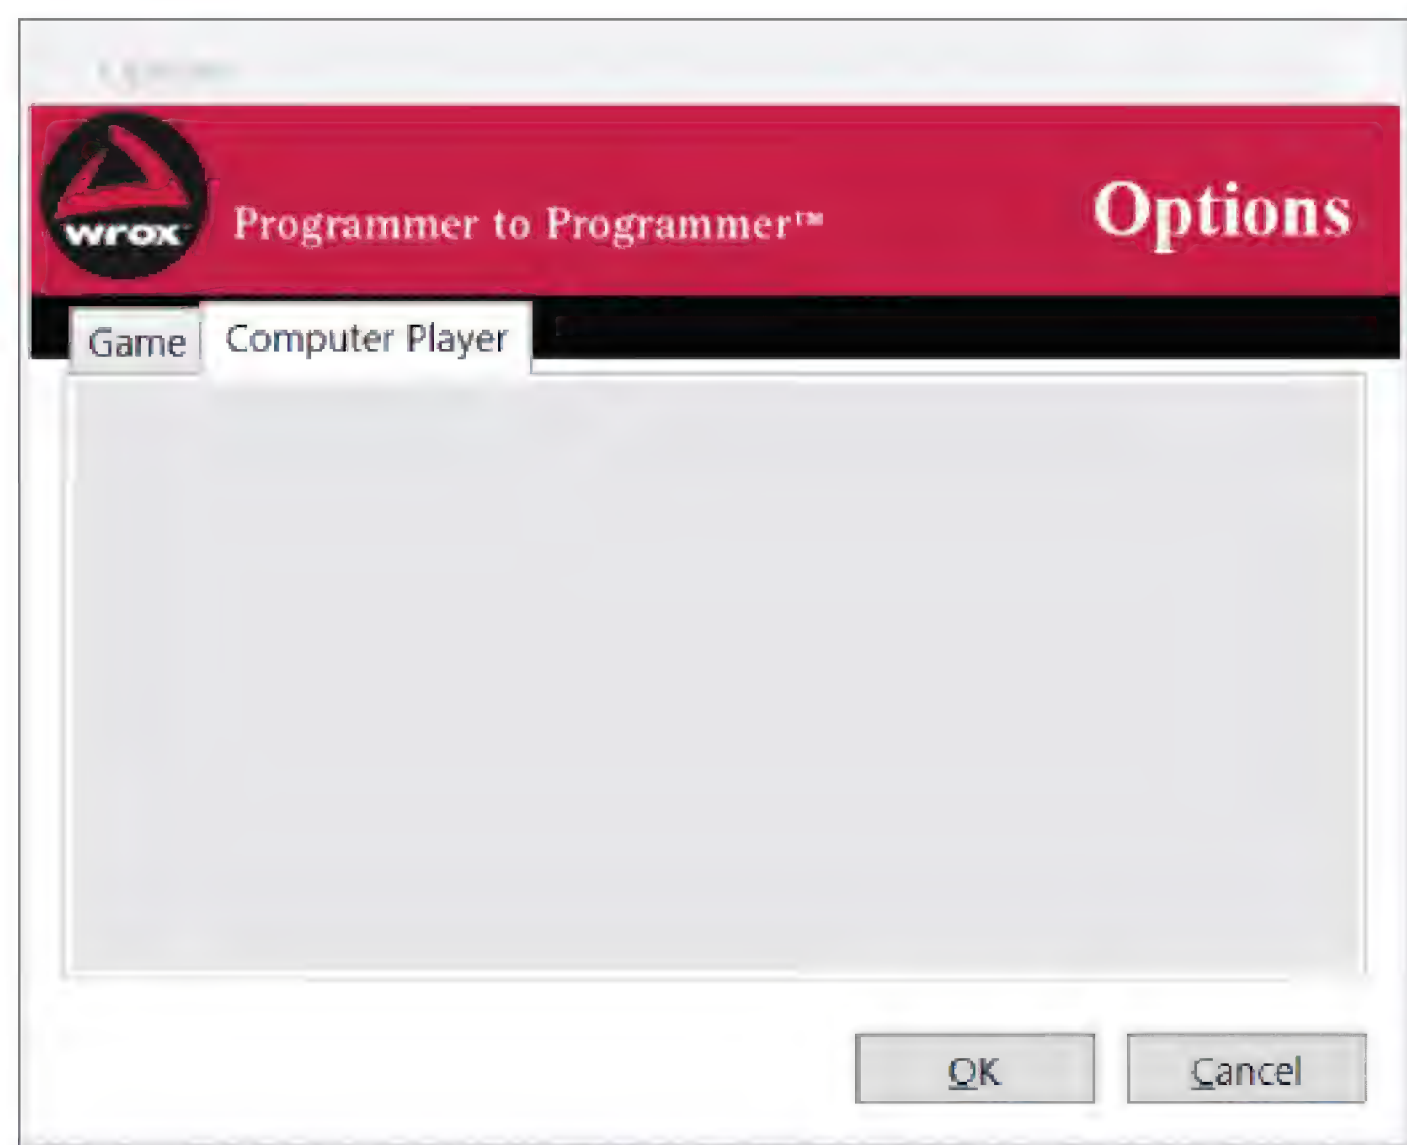 wrox
Programmer to Programmer™
Options
Game
Computer Player
OK
Cancel